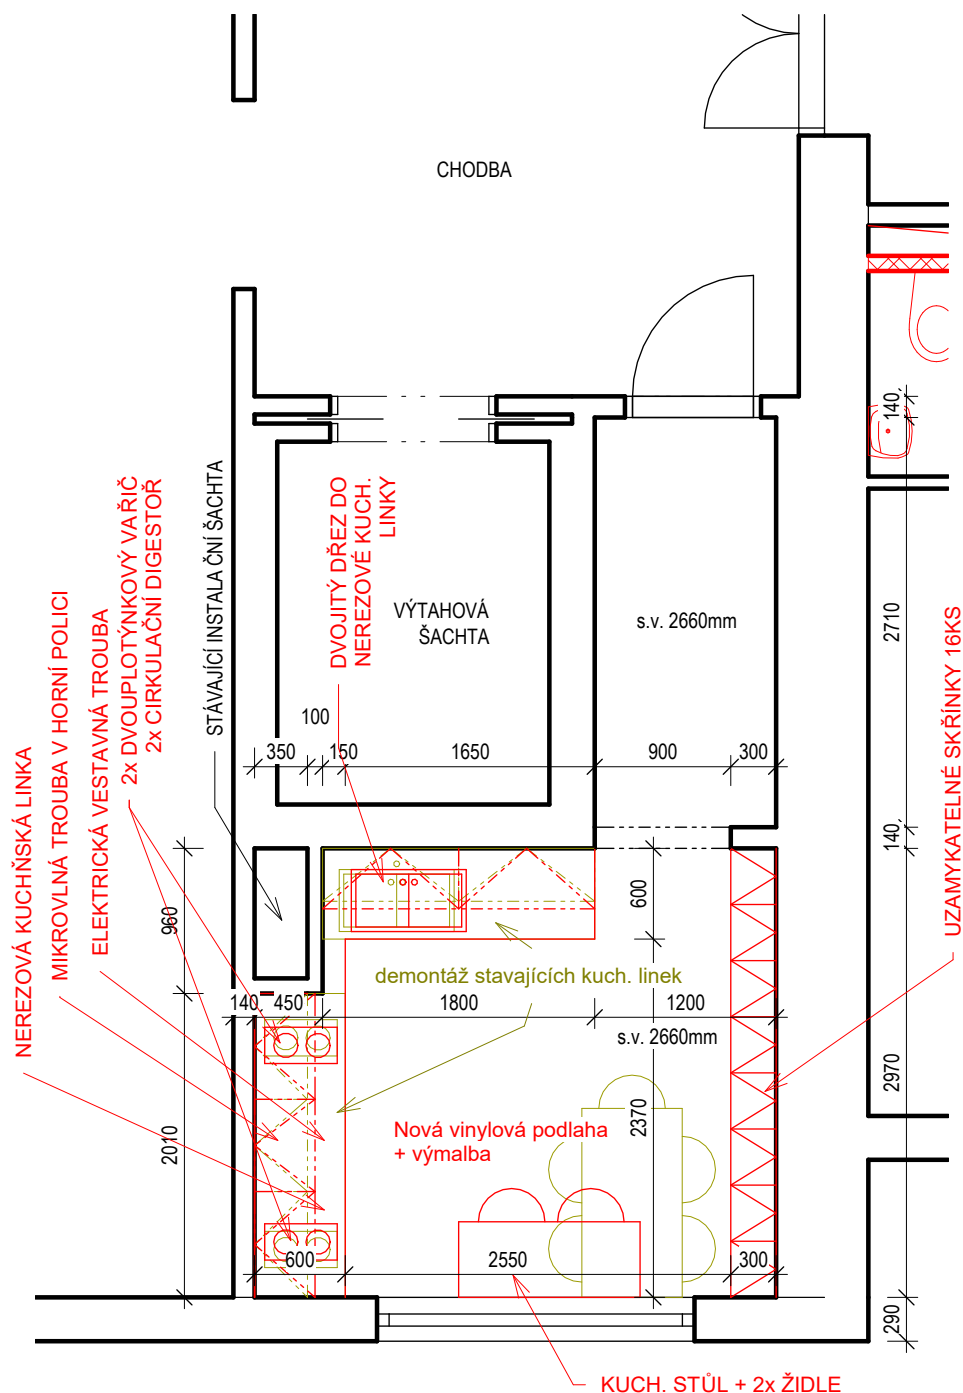 CHODBA
140
STÁVAJÍCÍ INSTALAČNÍ ŠACHTA
DVOJITÝ DŘEZ DO
NEREZOVÉ KUCH.
LINKY
2x DVOUPLOTÝNKOVÝ VAŘIČ
2x CIRKULAČNÍ DIGESTOŘ
ELEKTRICKÁ VESTAVNÁ TROUBA
MIKROVLNÁ TROUBA V HORNÍ POLICI
NEREZOVÁ KUCHŇSKÁ LINKA
VÝTAHOVÁ
ŠACHTA
s.v. 2660mm
2710
UZAMYKATELNÉ SKŘÍNKY 16KS
100
350
150
1650
900
300
140
960
600
demontáž stavajících kuch. linek
140
450
1800
1200
s.v. 2660mm
2970
2370
2010
Nová vinylová podlaha
+ výmalba
600
2550
300
290
KUCH. STŮL + 2x ŽIDLE